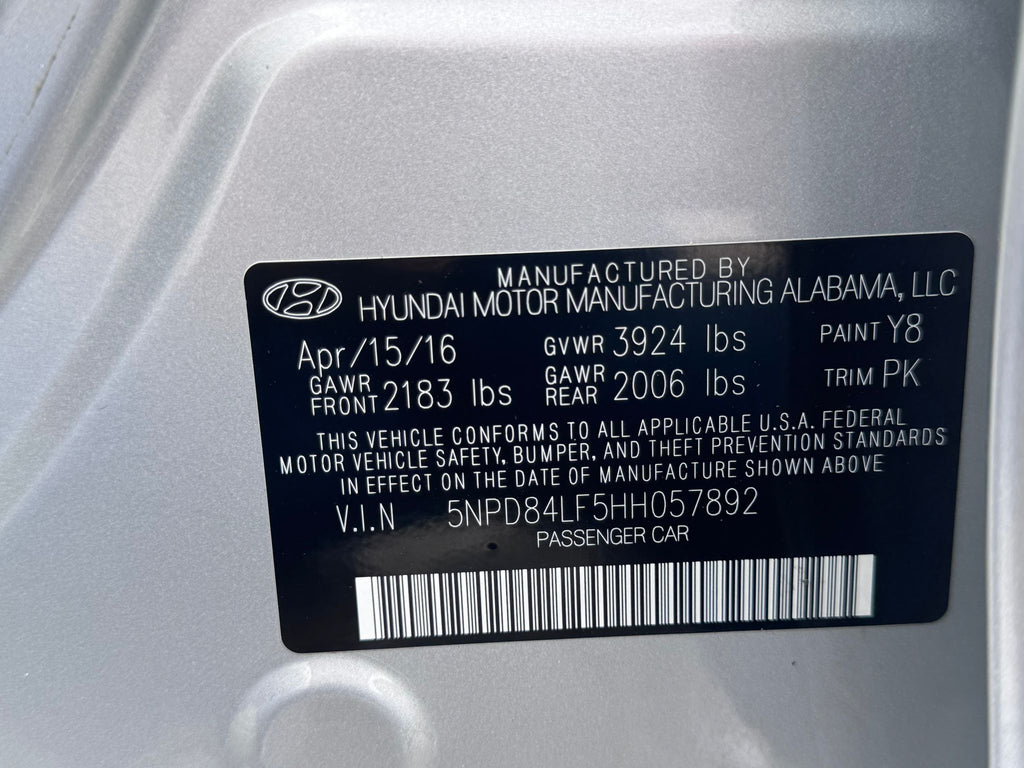 MANUFACTURED BY
HYUNDAI MOTOR MANUFACTURING ALABAMA, LLC
Apr/15/16 GVWR 3924 lbs PAINT Y8
GAWR FRONT 2183 lbs GAWR REAR 2006 lbs TRIM PK
THIS VEHICLE CONFORMS TO ALL APPLICABLE U.S.A. FEDERAL
MOTOR VEHICLE SAFETY, BUMPER, AND THEFT PREVENTION STANDARDS
IN EFFECT ON THE DATE OF MANUFACTURE SHOWN ABOVE
V.I.N 5NPD84LF5HH057892
PASSENGER CAR